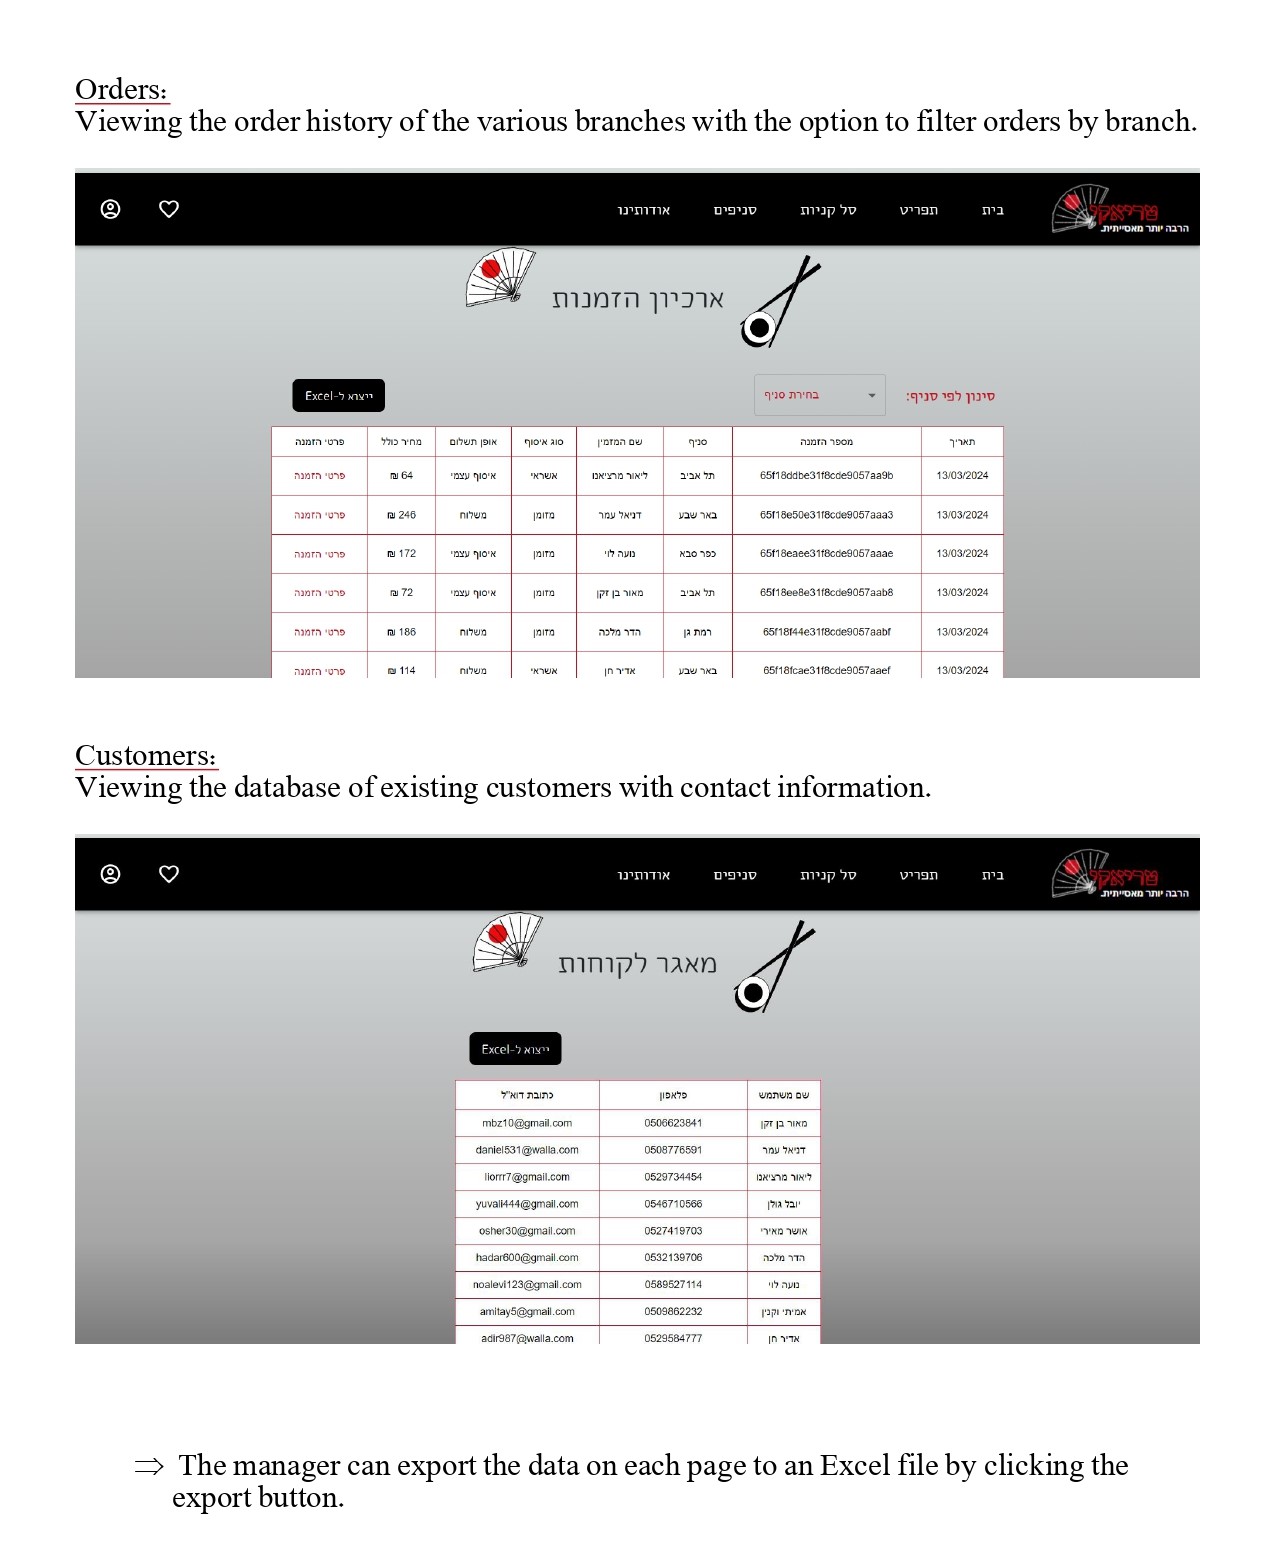 Orders:
Viewing the order history of the various branches with the option to filter orders by branch.
טריאקי
הרבה יותר מאסייתית.
בית תפריט סל קניות סניפים אודותינו
ארכיון הזמנות
סינון לפי סניף: בחירת סניף ייצוא ל-Excel
תאריך מספר הזמנה סניף שם המזמין סוג איסוף אופן תשלום מחיר כולל פרטי הזמנה
13/03/2024 65f18ddbe31f8cde9057aa9b תל אביב ליאור מרציאנו אשראי איסוף עצמי 64 ₪ פרטי הזמנה
13/03/2024 65f18e50e31f8cde9057aaa3 באר שבע דניאל עמר מזומן משלוח 246 ₪ פרטי הזמנה
13/03/2024 65f18eaee31f8cde9057aaae כפר סבא נועה לוי מזומן איסוף עצמי 172 ₪ פרטי הזמנה
13/03/2024 65f18ee8e31f8cde9057aab8 תל אביב מאור בן זקן מזומן איסוף עצמי 72 ₪ פרטי הזמנה
13/03/2024 65f18f44e31f8cde9057aabf רמת גן הדר מלכה מזומן משלוח 186 ₪ פרטי הזמנה
13/03/2024 65f18fcae31f8cde9057aaef באר שבע אדיר חן אשראי משלוח 114 ₪ פרטי הזמנה
Customers:
Viewing the database of existing customers with contact information.
טריאקי
הרבה יותר מאסייתית.
בית תפריט סל קניות סניפים אודותינו
מאגר לקוחות
ייצוא ל-Excel
שם משתמש פלאפון כתובת דוא"ל
מאור בן זקן 0506623841 mbz10@gmail.com
דניאל עמר 0508776591 daniel531@walla.com
ליאור מרציאנו 0529734454 liorrr7@gmail.com
יובל גולן 0546710566 yuvali444@gmail.com
אושר מאירי 0527419703 osher30@gmail.com
הדר מלכה 0532139706 hadar600@gmail.com
נועה לוי 0589527114 noalevi123@gmail.com
אמיתי וקנין 0509862232 amitay5@gmail.com
אדיר חן 0529584777 adir987@walla.com
⇒ The manager can export the data on each page to an Excel file by clicking the
export button.